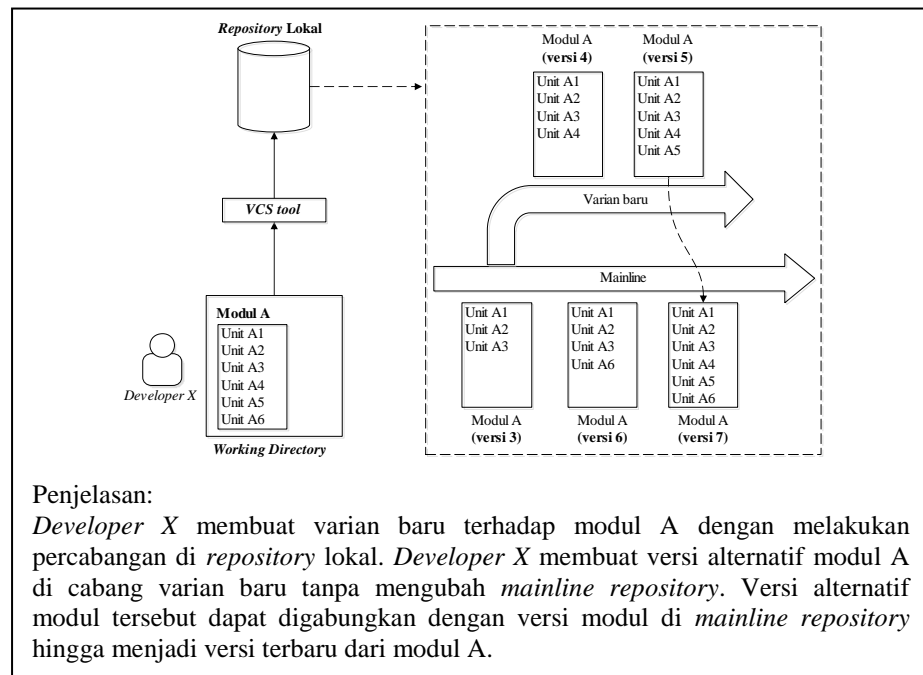 Repository Lokal
Modul A
(versi 4)
Modul A
(versi 5)
Unit A1
Unit A2
Unit A3
Unit A4
Unit A1
Unit A2
Unit A3
Unit A4
Unit A5
VCS tool
Varian baru
Mainline
Modul A
Unit A1
Unit A2
Unit A3
Unit A4
Unit A5
Unit A6
Developer X
Working Directory
Unit A1
Unit A2
Unit A3
Unit A1
Unit A2
Unit A3
Unit A6
Unit A1
Unit A2
Unit A3
Unit A4
Unit A5
Unit A6
Modul A
(versi 3)
Modul A
(versi 6)
Modul A
(versi 7)
Penjelasan:
Developer X membuat varian baru terhadap modul A dengan melakukan
percabangan di repository lokal. Developer X membuat versi alternatif modul A
di cabang varian baru tanpa mengubah mainline repository. Versi alternatif
modul tersebut dapat digabungkan dengan versi modul di mainline repository
hingga menjadi versi terbaru dari modul A.